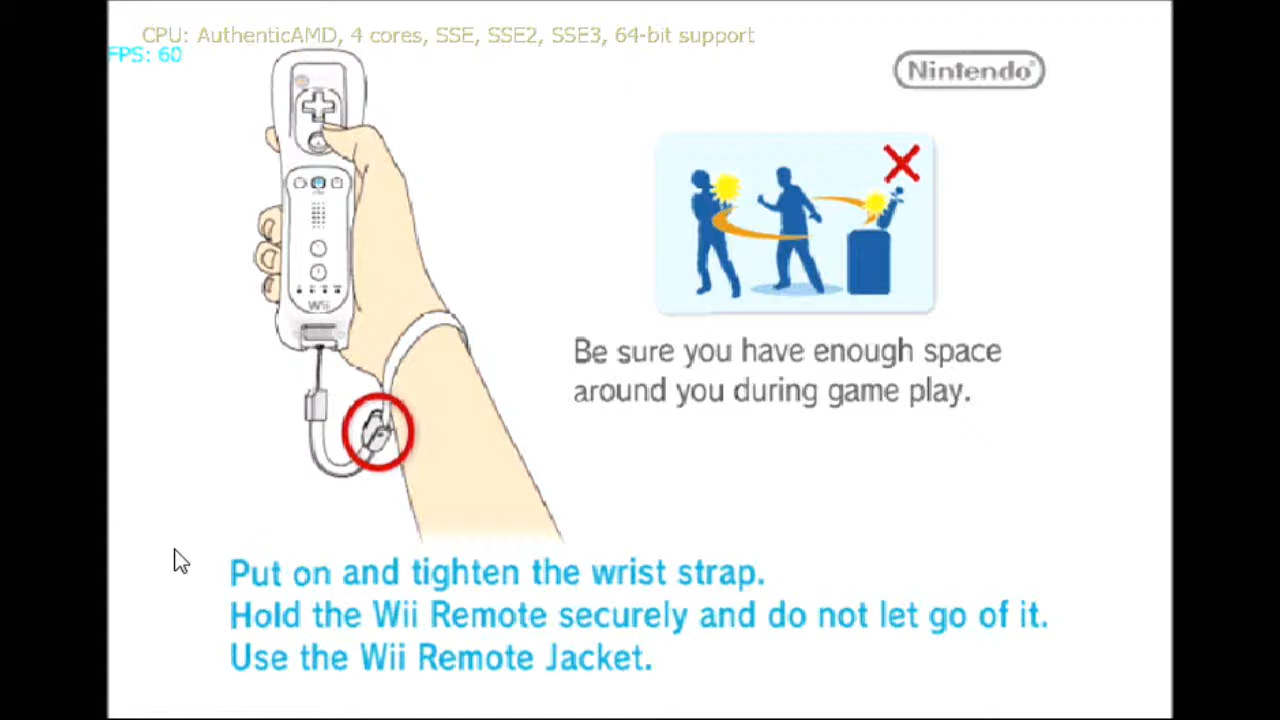 CPU: AuthenticAMD, 4 cores, SSE, SSE2, SSE3, 64-bit support
FPS: 60
Nintendo®
Wii
Be sure you have enough space
around you during game play.
Put on and tighten the wrist strap.
Hold the Wii Remote securely and do not let go of it.
Use the Wii Remote Jacket.